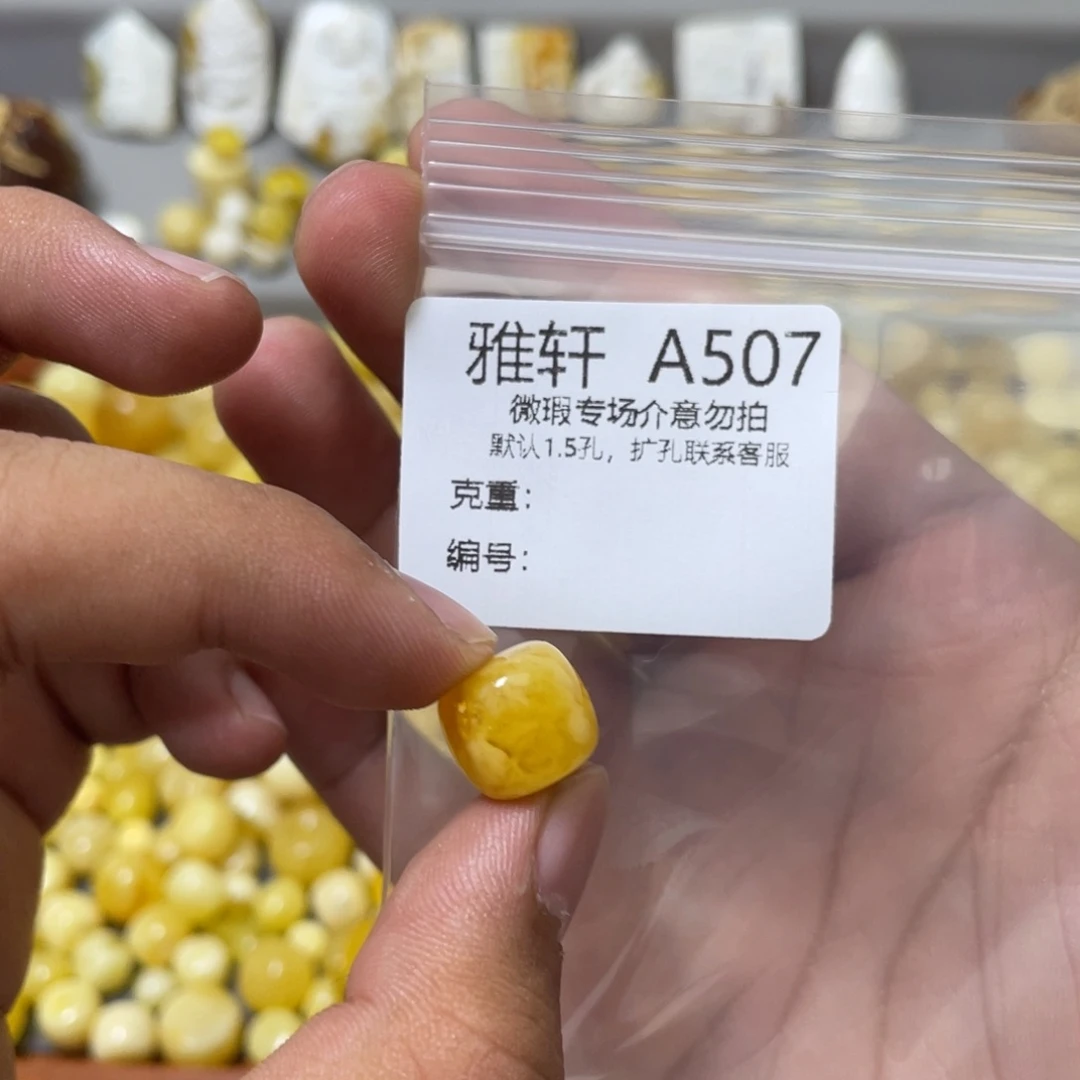 雅轩 A507
微瑕专场介意勿拍
默认1.5孔，扩孔联系客服
克重：
编号：